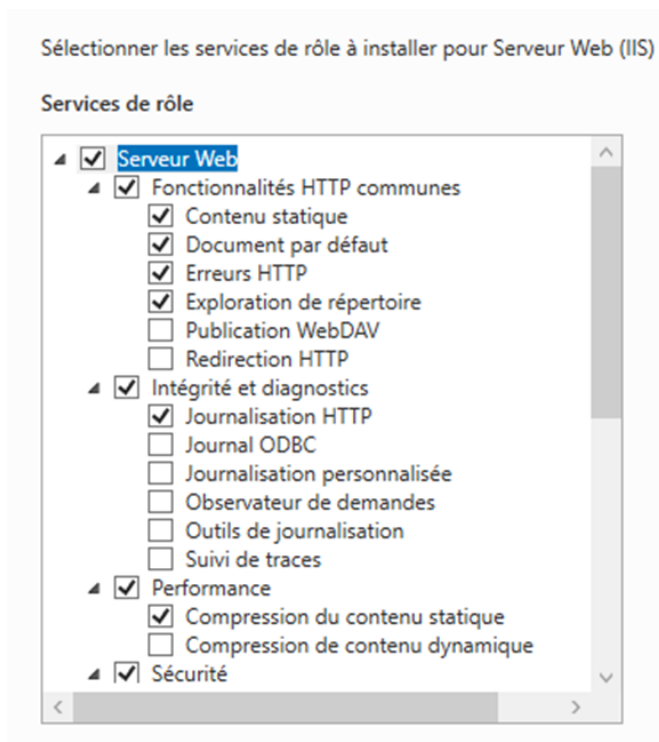 Sélectionner les services de rôle à installer pour Serveur Web (IIS)
Services de rôle
Serveur Web
Fonctionnalités HTTP communes
Contenu statique
Document par défaut
Erreurs HTTP
Exploration de répertoire
Publication WebDAV
Redirection HTTP
Intégrité et diagnostics
Journalisation HTTP
Journal ODBC
Journalisation personnalisée
Observateur de demandes
Outils de journalisation
Suivi de traces
Performance
Compression du contenu statique
Compression de contenu dynamique
Sécurité